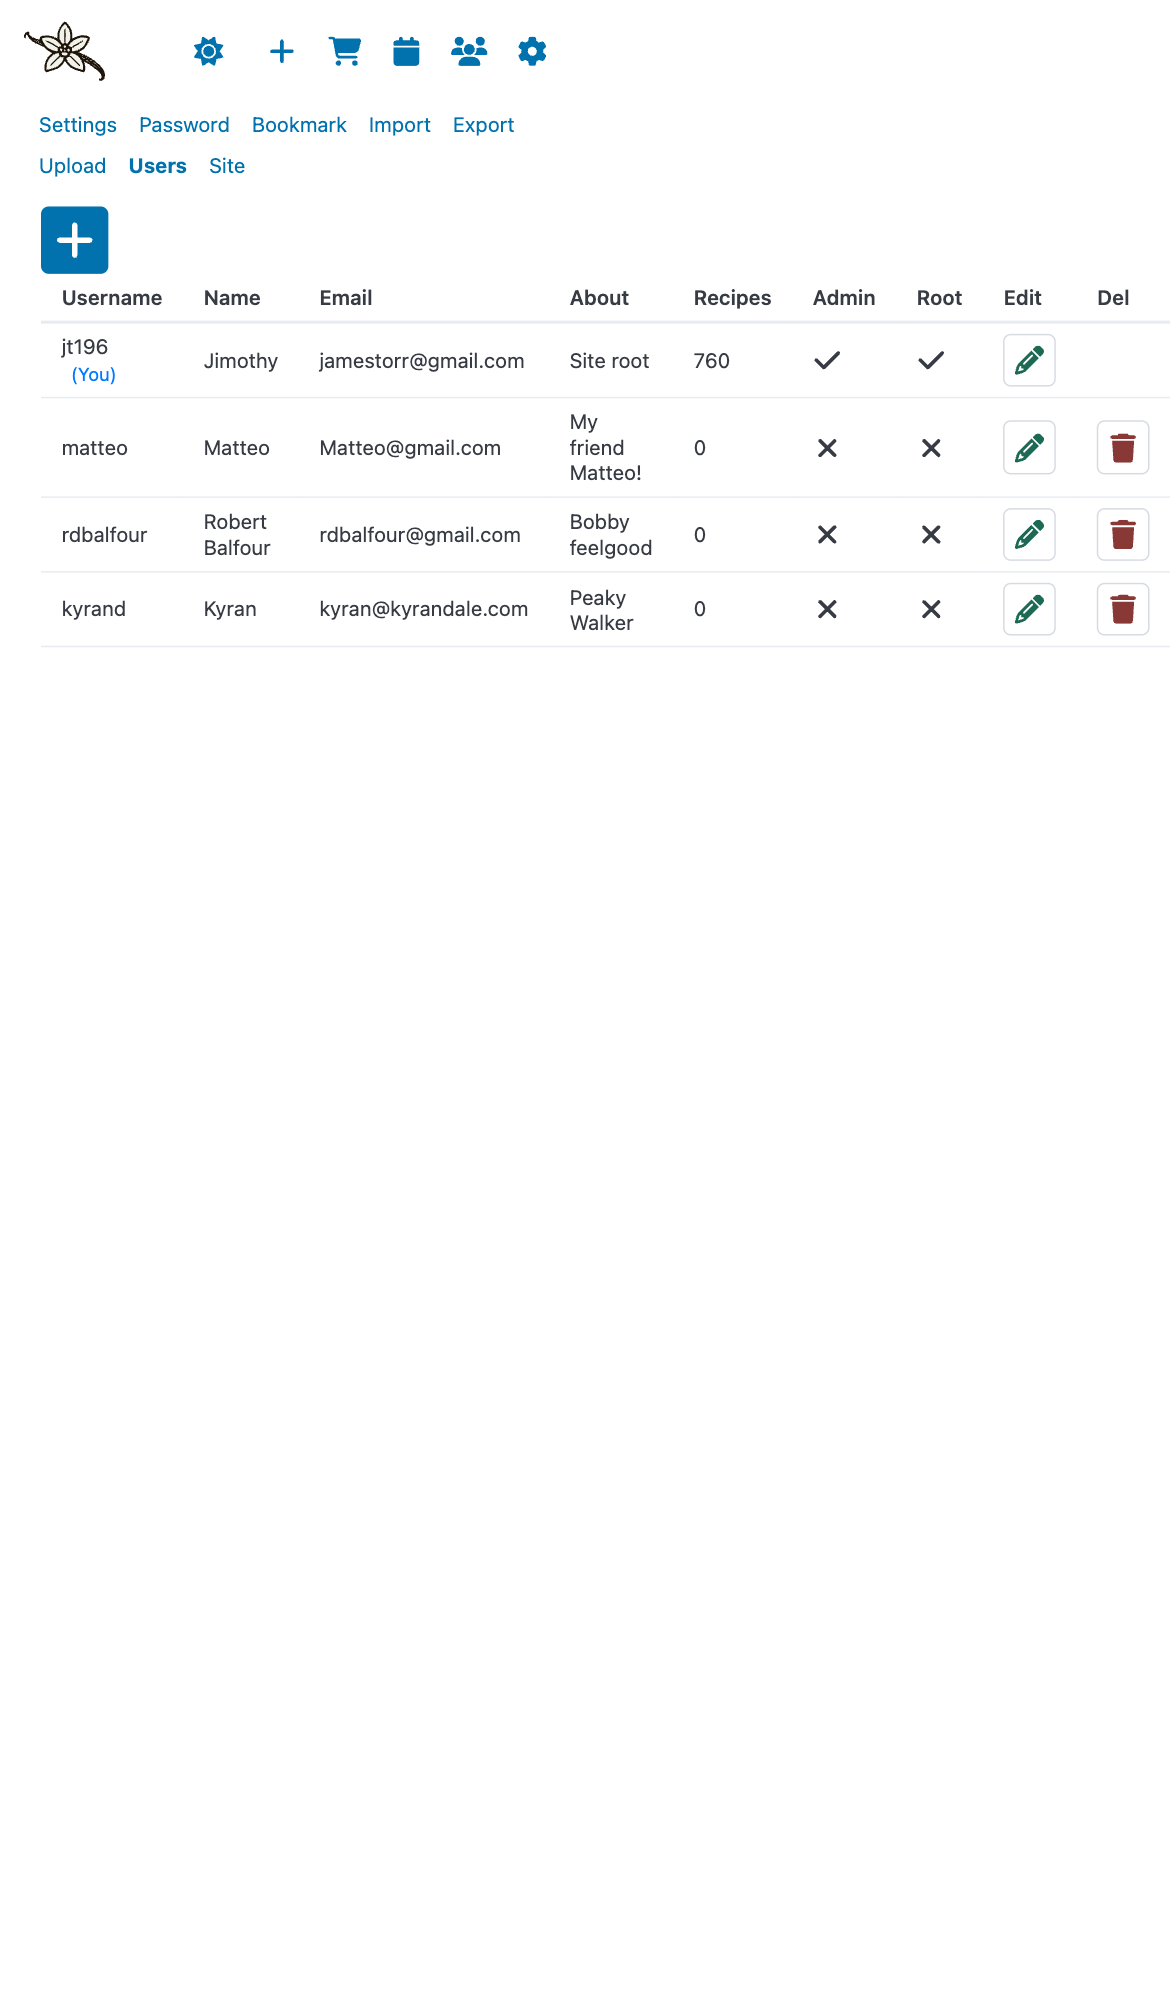 Settings Password Bookmark Import Export
Upload Users Site
Username Name Email About Recipes Admin Root Edit Del
jt196
(You)
Jimothy jamestorr@gmail.com Site root 760
matteo Matteo Matteo@gmail.com
My
friend
Matteo!
0
rdbalfour
Robert
Balfour
rdbalfour@gmail.com
Bobby
feelgood
0
kyrand Kyran kyran@kyrandale.com
Peaky
Walker
0